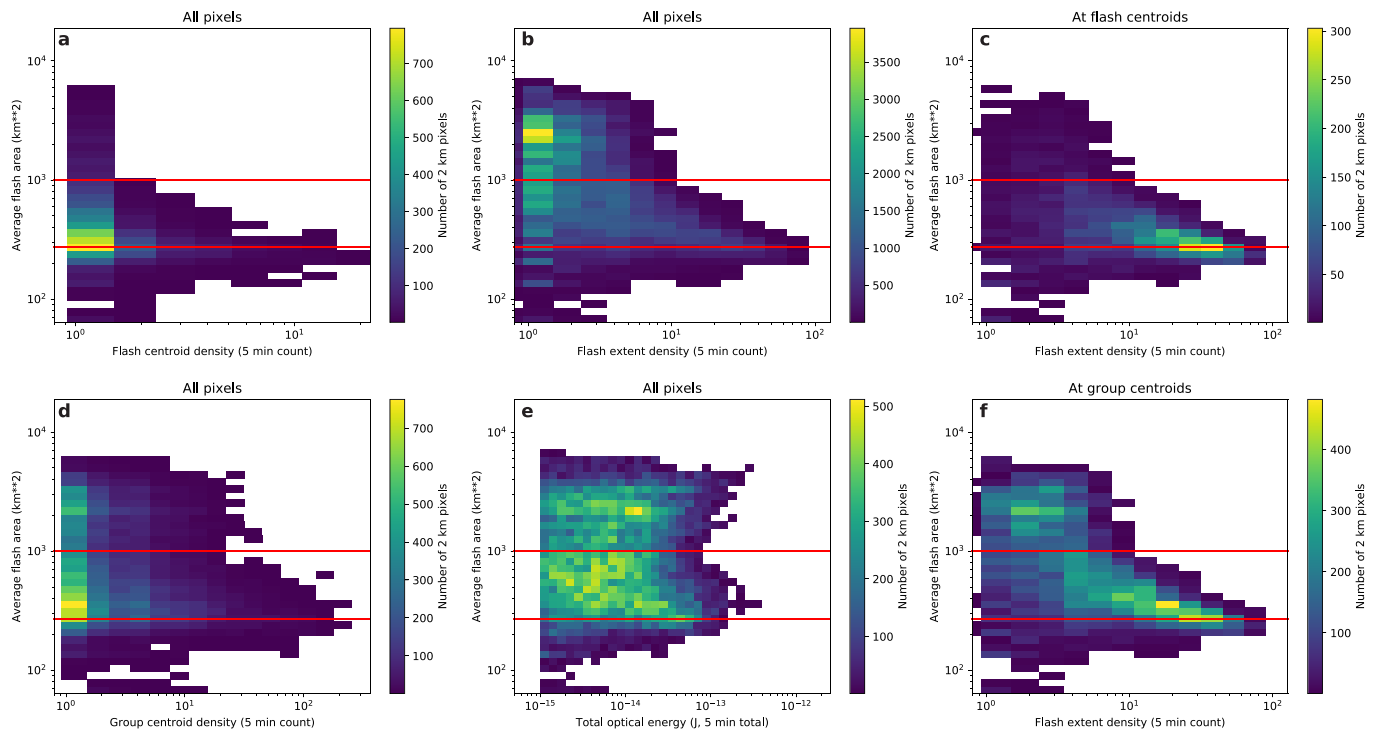 All pixels
a
10^4
10^3
10^2
Average flash area (km**2)
10^0
10^1
Flash centroid density (5 min count)
700
600
500
400
300
200
100
Number of 2 km pixels
All pixels
b
10^4
10^3
10^2
Average flash area (km**2)
10^0
10^1
10^2
Flash extent density (5 min count)
3500
3000
2500
2000
1500
1000
500
Number of 2 km pixels
At flash centroids
c
10^4
10^3
10^2
Average flash area (km**2)
10^0
10^1
10^2
Flash extent density (5 min count)
300
250
200
150
100
50
Number of 2 km pixels
All pixels
d
10^4
10^3
10^2
Average flash area (km**2)
10^0
10^1
10^2
Group centroid density (5 min count)
700
600
500
400
300
200
100
Number of 2 km pixels
All pixels
e
10^4
10^3
10^2
Average flash area (km**2)
10^−15
10^−14
10^−13
10^−12
Total optical energy (J, 5 min total)
500
400
300
200
100
Number of 2 km pixels
At group centroids
f
10^4
10^3
10^2
Average flash area (km**2)
10^0
10^1
10^2
Flash extent density (5 min count)
400
300
200
100
Number of 2 km pixels